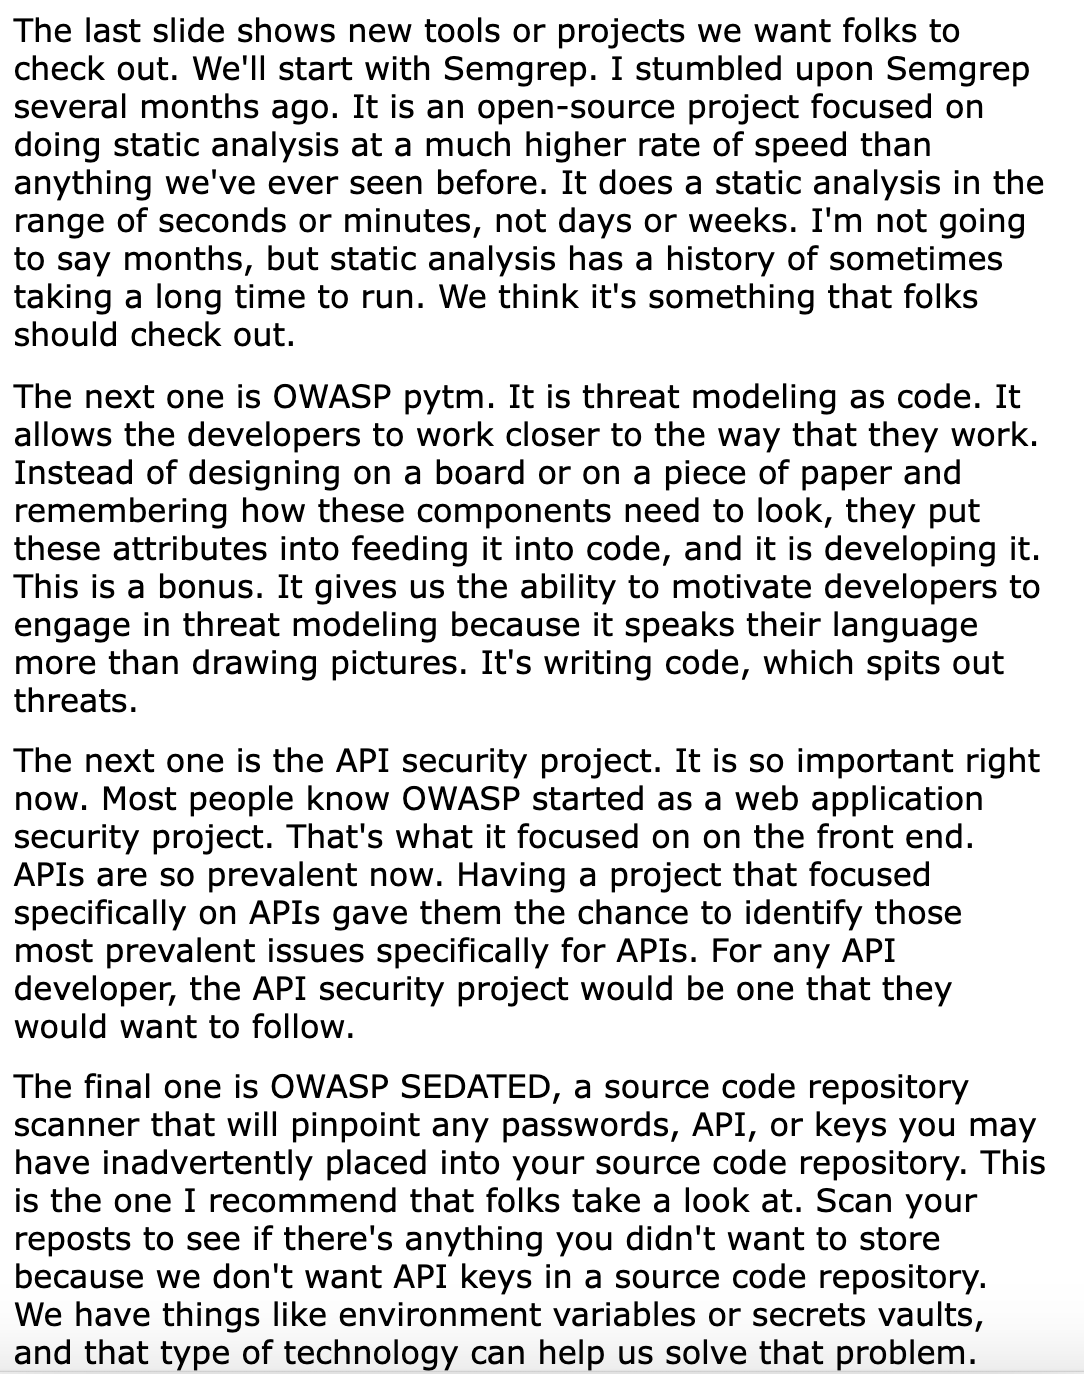 The last slide shows new tools or projects we want folks to
check out. We'll start with Semgrep. I stumbled upon Semgrep
several months ago. It is an open-source project focused on
doing static analysis at a much higher rate of speed than
anything we've ever seen before. It does a static analysis in the
range of seconds or minutes, not days or weeks. I'm not going
to say months, but static analysis has a history of sometimes
taking a long time to run. We think it's something that folks
should check out.
The next one is OWASP pytm. It is threat modeling as code. It
allows the developers to work closer to the way that they work.
Instead of designing on a board or on a piece of paper and
remembering how these components need to look, they put
these attributes into feeding it into code, and it is developing it.
This is a bonus. It gives us the ability to motivate developers to
engage in threat modeling because it speaks their language
more than drawing pictures. It's writing code, which spits out
threats.
The next one is the API security project. It is so important right
now. Most people know OWASP started as a web application
security project. That's what it focused on on the front end.
APIs are so prevalent now. Having a project that focused
specifically on APIs gave them the chance to identify those
most prevalent issues specifically for APIs. For any API
developer, the API security project would be one that they
would want to follow.
The final one is OWASP SEDATED, a source code repository
scanner that will pinpoint any passwords, API, or keys you may
have inadvertently placed into your source code repository. This
is the one I recommend that folks take a look at. Scan your
reposts to see if there's anything you didn't want to store
because we don't want API keys in a source code repository.
We have things like environment variables or secrets vaults,
and that type of technology can help us solve that problem.